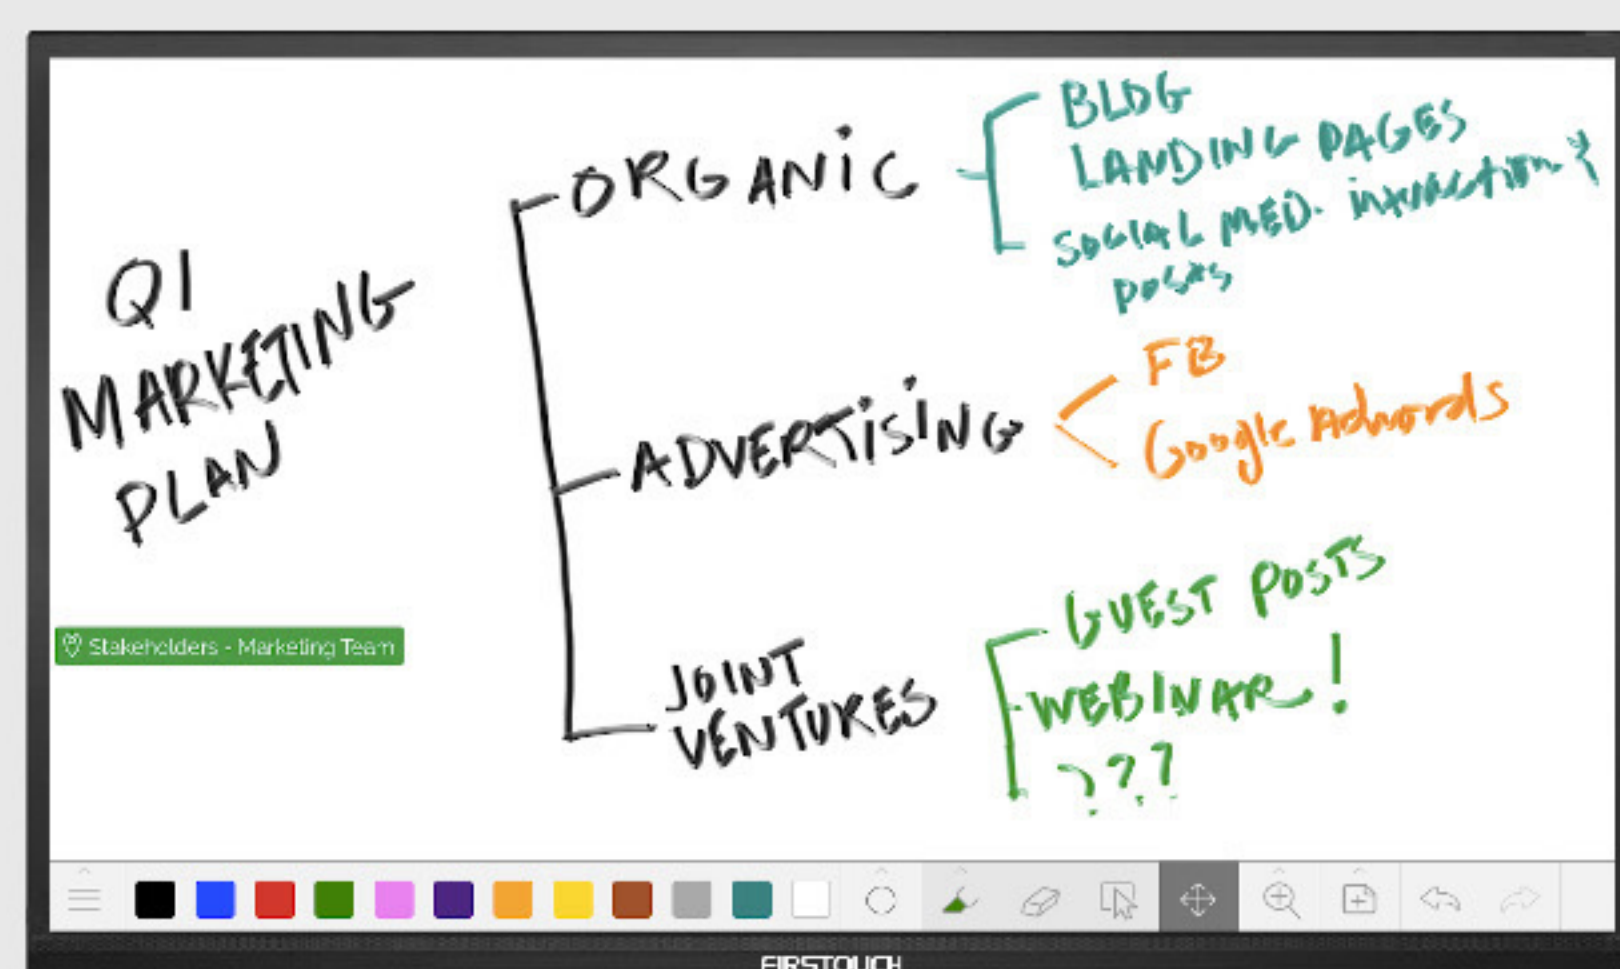 Q1
MARKETING
PLAN
Stakeholders - Marketing Team
ORGANIC
BLOG
LANDING PAGES
SOCIAL MED. interaction &
posts
ADVERTISING
FB
Google Adwords
JOINT
VENTURES
GUEST POSTS
WEBINAR!
???
FIRSTOUCH